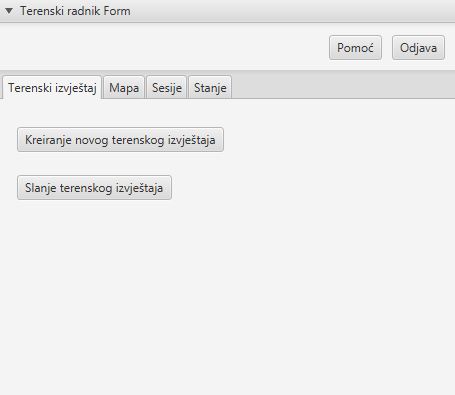 Terenski radnik Form
Pomoć Odjava
Terenski izvještaj Mapa Sesije Stanje
Kreiranje novog terenskog izvještaja
Slanje terenskog izvještaja